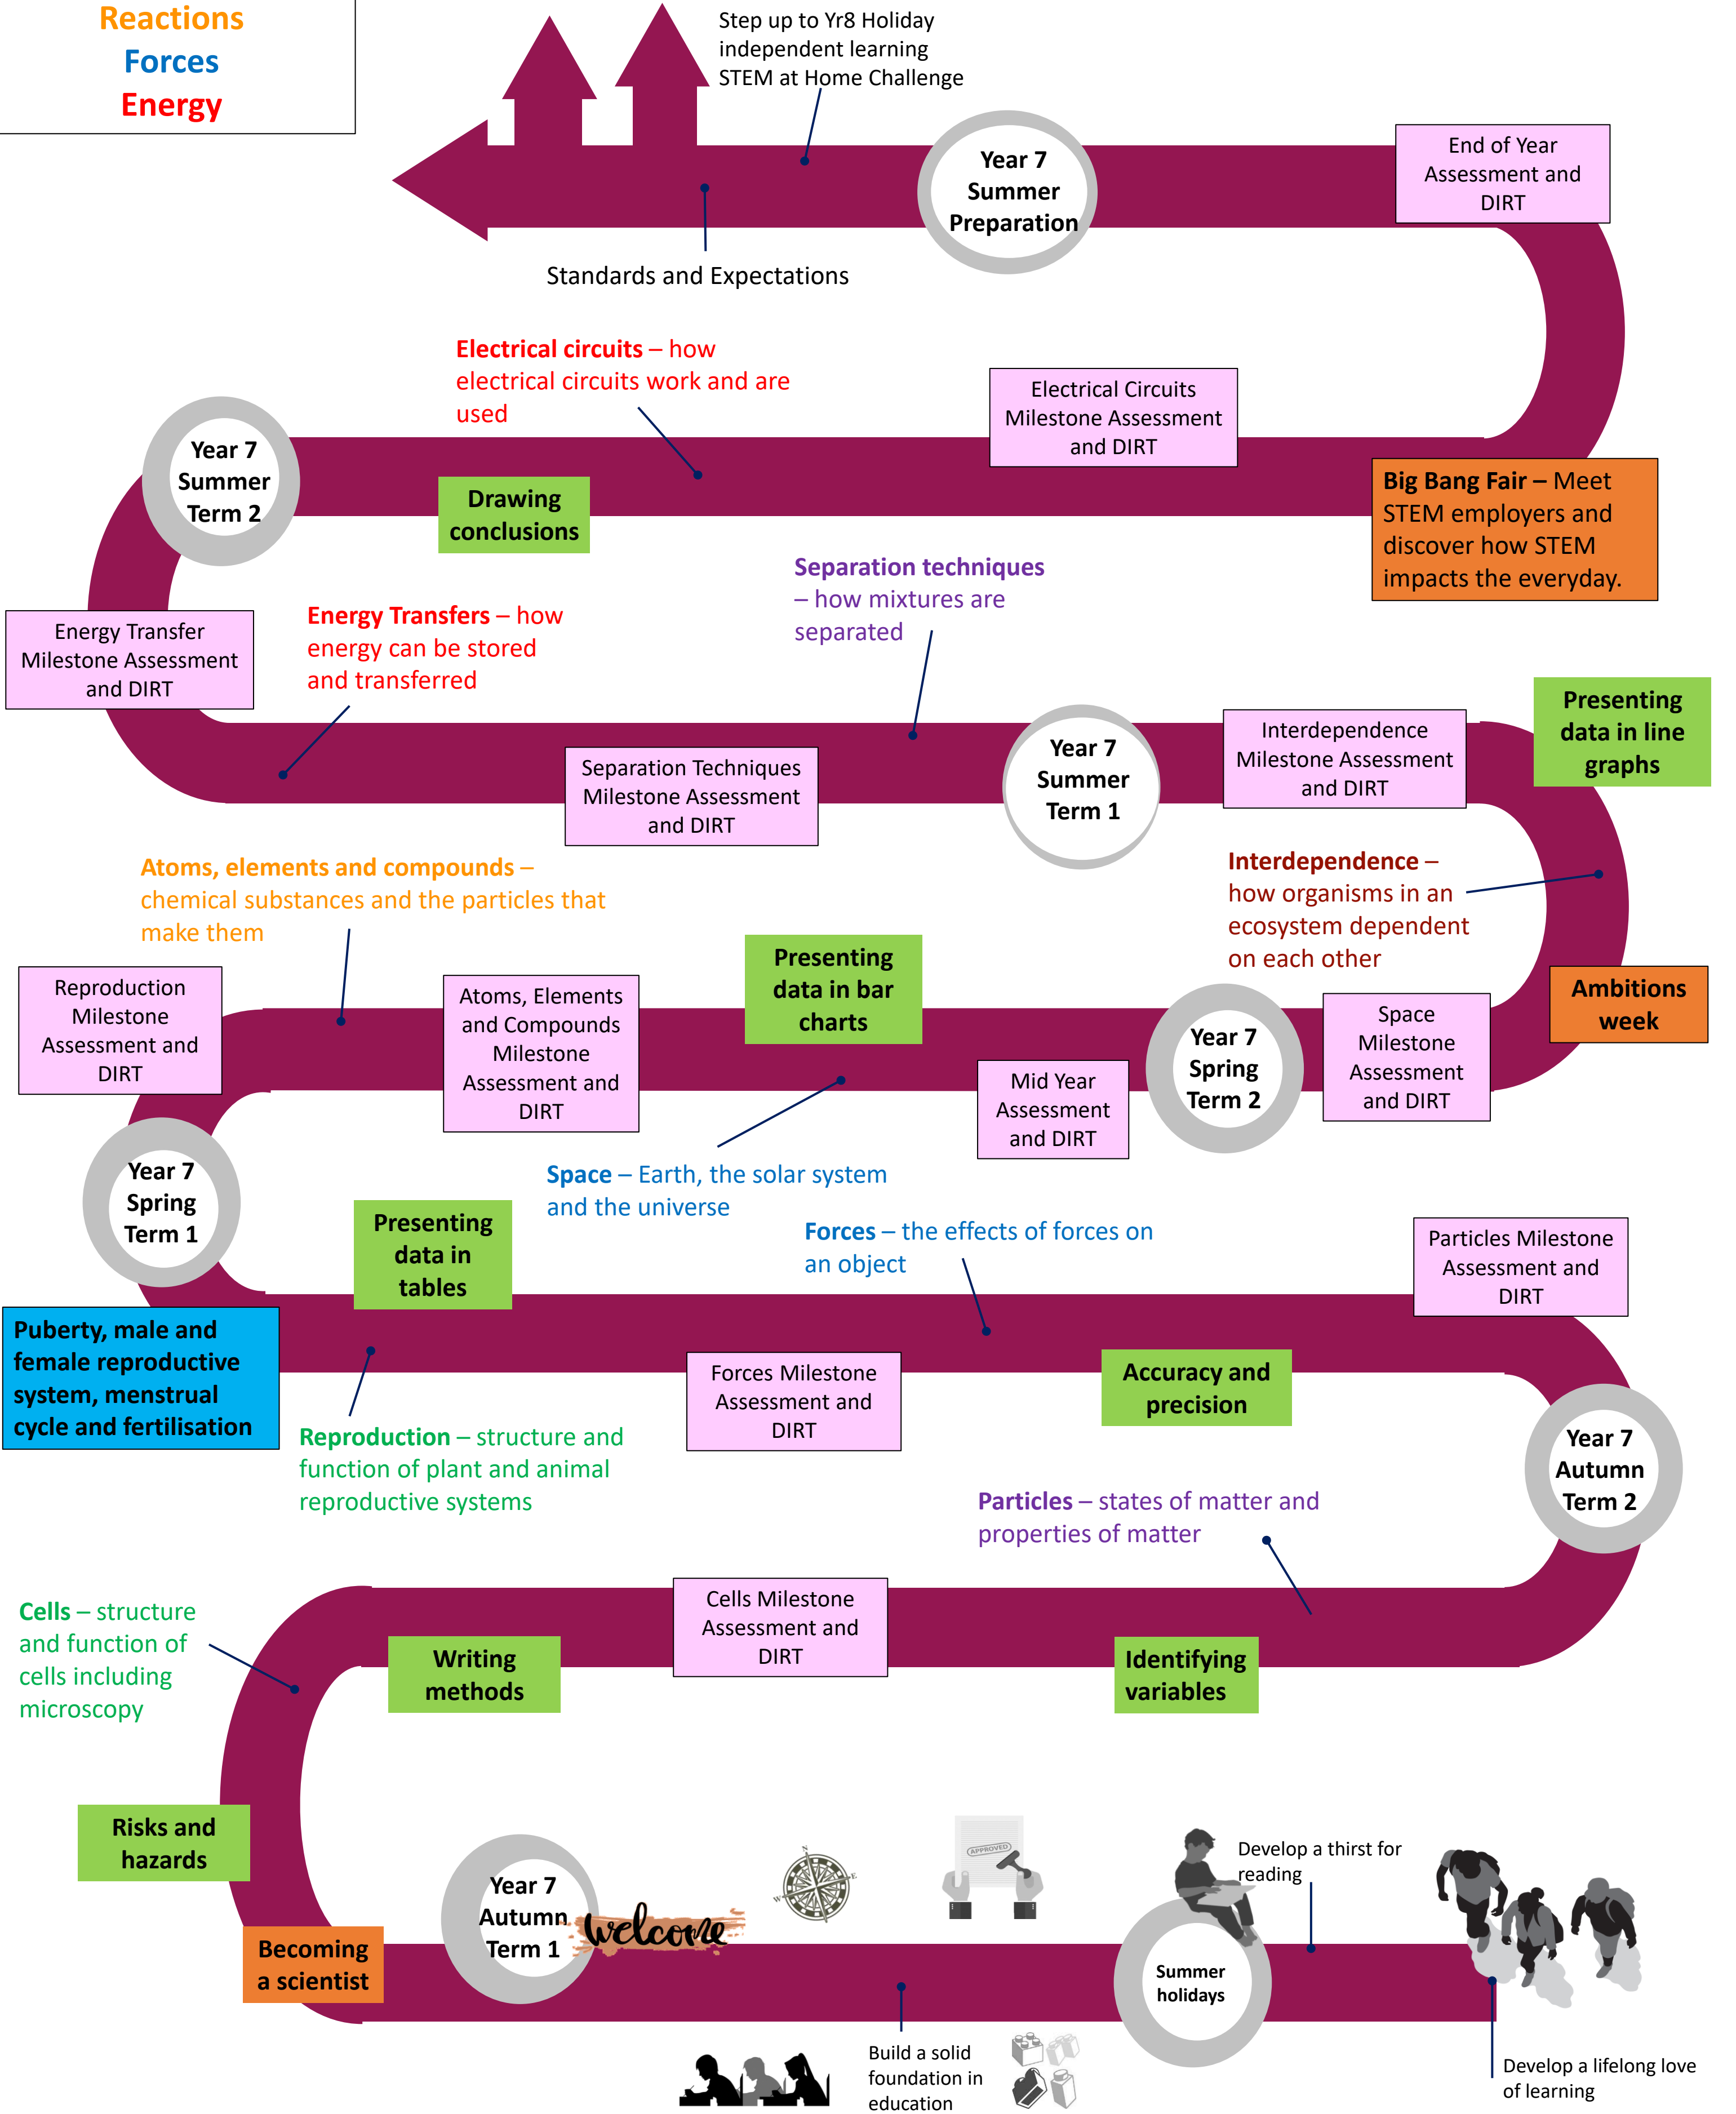 Reactions
Forces
Energy
Step up to Yr8 Holiday
independent learning
STEM at Home Challenge
Year 7
Summer
Preparation
End of Year
Assessment and
DIRT
Standards and Expectations
Electrical circuits – how
electrical circuits work and are
used
Electrical Circuits
Milestone Assessment
and DIRT
Year 7
Summer
Term 2
Drawing
conclusions
Big Bang Fair – Meet
STEM employers and
discover how STEM
impacts the everyday.
Separation techniques
– how mixtures are
separated
Energy Transfers – how
energy can be stored
and transferred
Energy Transfer
Milestone Assessment
and DIRT
Presenting
data in line
graphs
Interdependence
Milestone Assessment
and DIRT
Year 7
Summer
Term 1
Separation Techniques
Milestone Assessment
and DIRT
Atoms, elements and compounds –
chemical substances and the particles that
make them
Interdependence –
how organisms in an
ecosystem dependent
on each other
Presenting
data in bar
charts
Reproduction
Milestone
Assessment and
DIRT
Atoms, Elements
and Compounds
Milestone
Assessment and
DIRT
Ambitions
week
Space
Milestone
Assessment
and DIRT
Year 7
Spring
Term 2
Mid Year
Assessment
and DIRT
Year 7
Spring
Term 1
Space – Earth, the solar system
and the universe
Presenting
data in
tables
Forces – the effects of forces on
an object
Particles Milestone
Assessment and
DIRT
Puberty, male and
female reproductive
system, menstrual
cycle and fertilisation
Forces Milestone
Assessment and
DIRT
Accuracy and
precision
Reproduction – structure and
function of plant and animal
reproductive systems
Year 7
Autumn
Term 2
Particles – states of matter and
properties of matter
Cells – structure
and function of
cells including
microscopy
Cells Milestone
Assessment and
DIRT
Writing
methods
Identifying
variables
Risks and
hazards
Becoming
a scientist
Year 7
Autumn
Term 1
welcome
N
E
S
W
APPROVED
Develop a thirst for
reading
Summer
holidays
Build a solid
foundation in
education
Develop a lifelong love
of learning